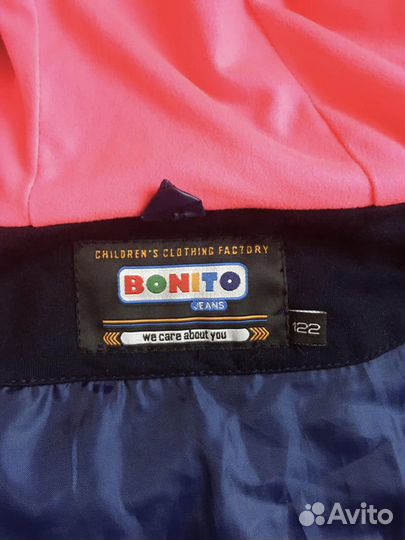 CHILDREN'S CLOTHING FACTORY
BONITO
JEANS
we care about you
122
Avito